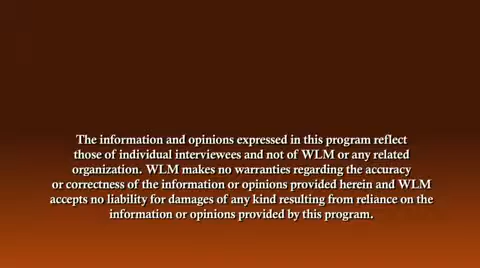 The information and opinions expressed in this program reflect
those of individual interviewees and not of WLM or any related
organization. WLM makes no warranties regarding the accuracy
or correctness of the information or opinions provided herein and WLM
accepts no liability for damages of any kind resulting from reliance on the
information or opinions provided by this program.